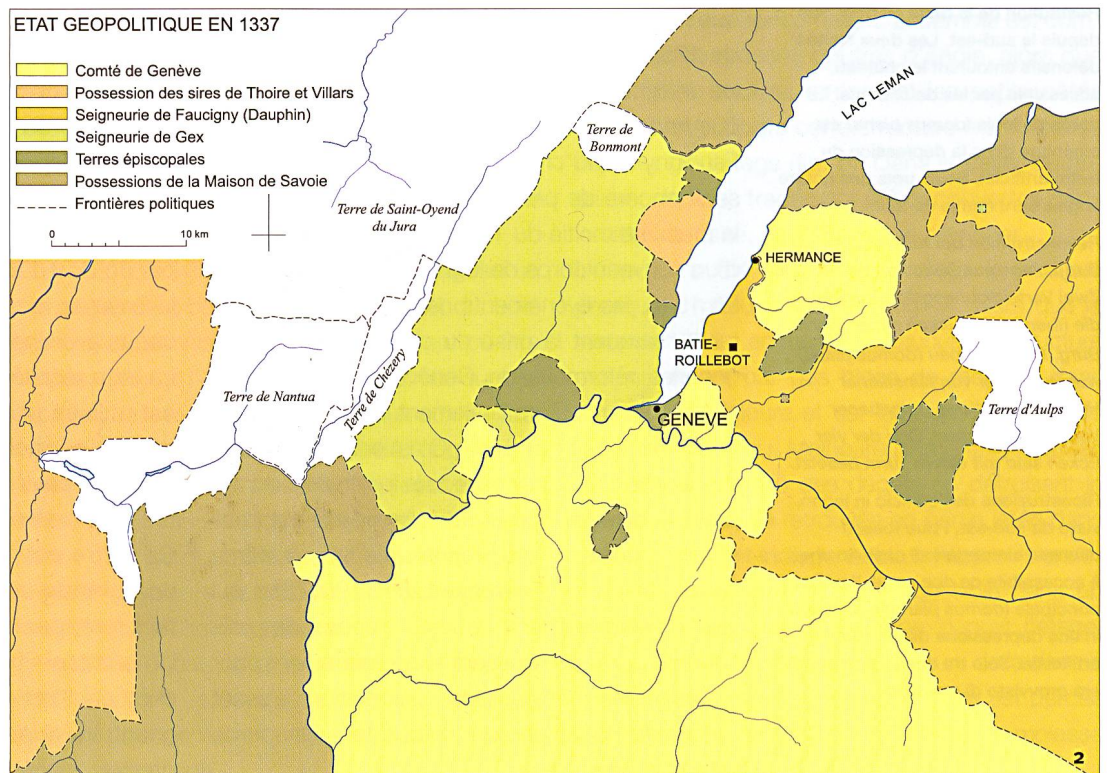 ETAT GEOPOLITIQUE EN 1337
Comté de Genève
Possession des sires de Thoire et Villars
Seigneurie de Faucigny (Dauphin)
Seigneurie de Gex
Terres épiscopales
Possessions de la Maison de Savoie
Frontières politiques
0 10 km
LAC LEMAN
Terre de
Bonmont
Terre de Saint-Oyend
du Jura
HERMANCE
BATIE-
ROILLEBOT
Terre de Chézery
Terre de Nantua
GENEVE
Terre d'Aulps
2